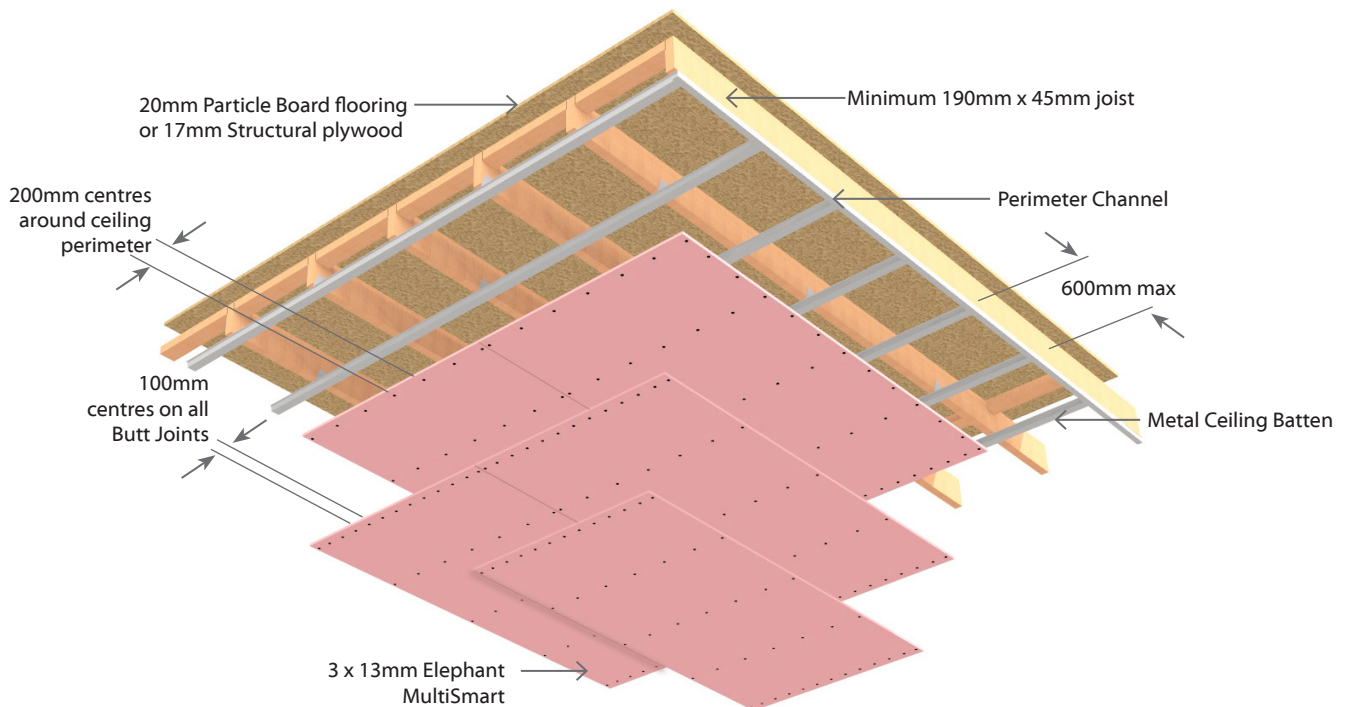 20mm Particle Board flooring
or 17mm Structural plywood
Minimum 190mm x 45mm joist
200mm centres
around ceiling
perimeter
Perimeter Channel
600mm max
100mm
centres on all
Butt Joints
Metal Ceiling Batten
3 x 13mm Elephant
MultiSmart